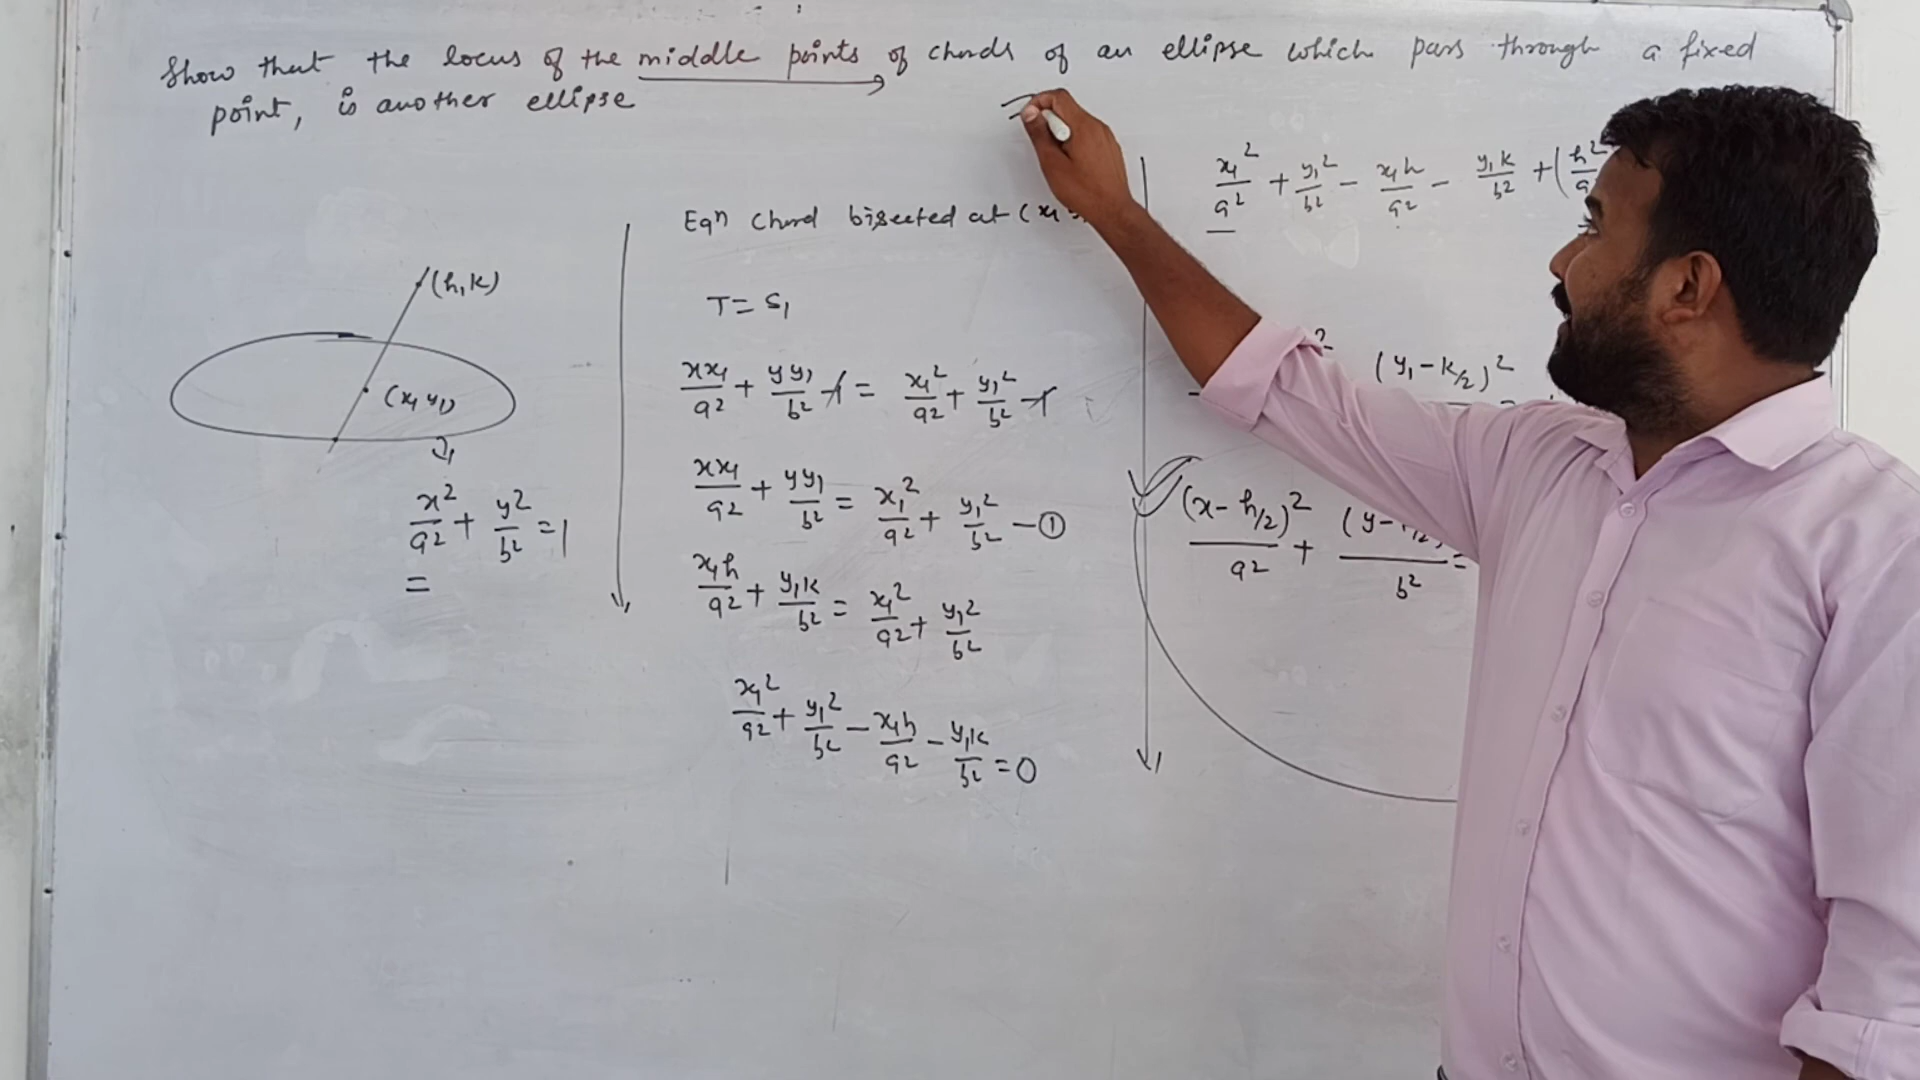 Show that the locus of the middle points of chords of an ellipse which pass through a fixed
point, is another ellipse
(h, k)
(x₁ y₁)
x²/a² + y²/b² = 1
=
Eqn Chord bisected at (x₁
T = S₁
xx₁/a² + yy₁/b² - 1 = x₁²/a² + y₁²/b² - 1
xx₁/a² + yy₁/b² = x₁²/a² + y₁²/b² — ①
x₁h/a² + y₁k/b² = x₁²/a² + y₁²/b²
x₁²/a² + y₁²/b² - x₁h/a² - y₁k/b² = 0
x₁²/a² + y₁²/b² - x₁h/a² - y₁k/b² + (h²/a
(y₁ - k/2)²
(x - h/2)²/a² + (y - /b² =